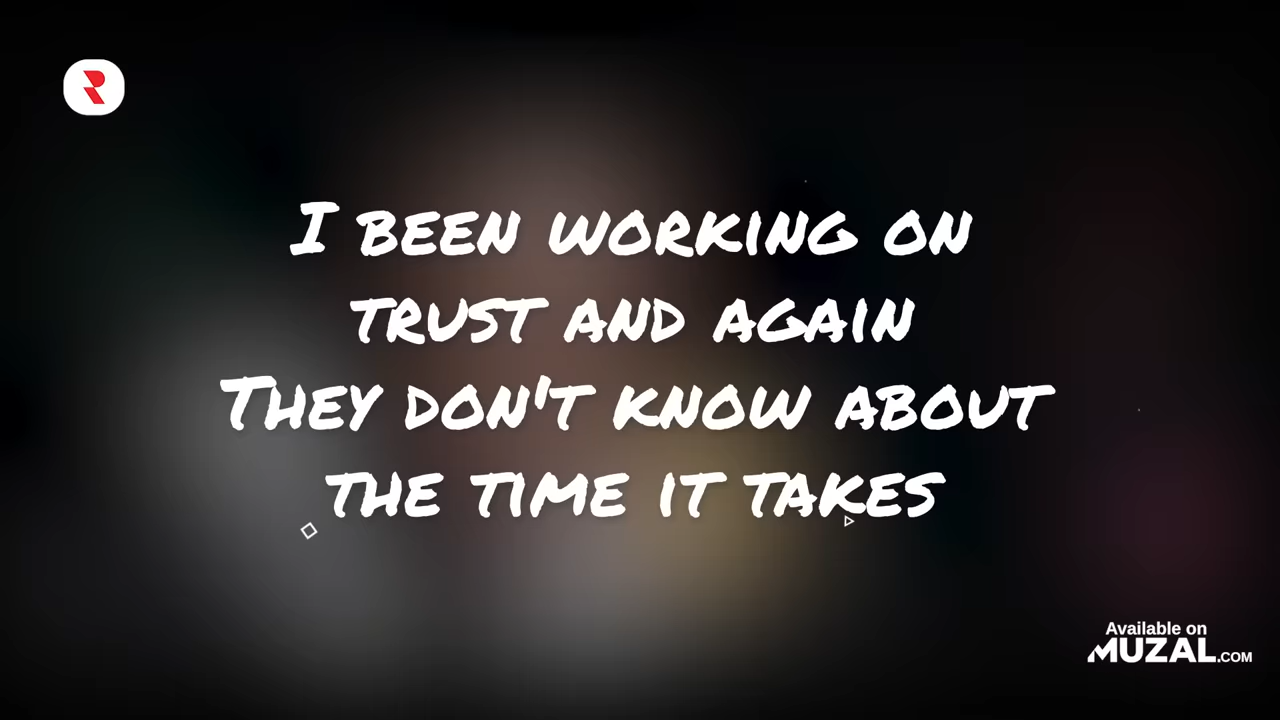 I BEEN WORKING ON
TRUST AND AGAIN
THEY DON'T KNOW ABOUT
THE TIME IT TAKES
Available on
MUZAL.COM